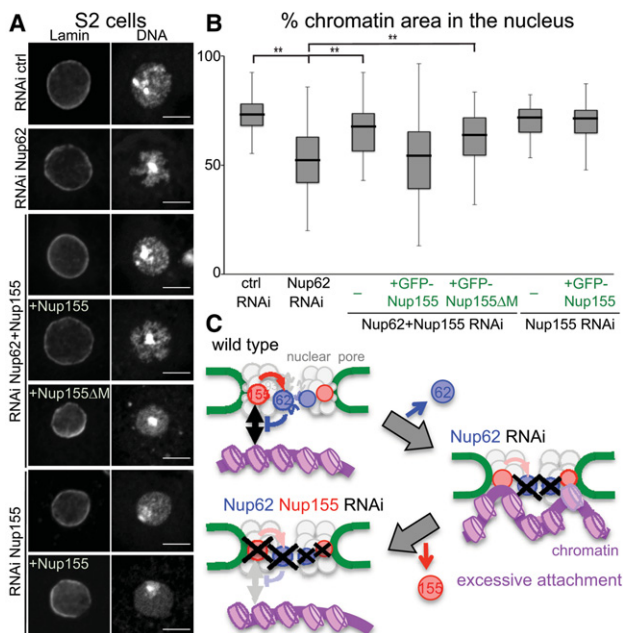 A S2 cells
Lamin DNA
RNAi ctrl
RNAi Nup62
RNAi Nup62+Nup155
+Nup155
+Nup155ΔM
RNAi Nup155
+Nup155
B % chromatin area in the nucleus
** ** **
100
50
0
ctrl RNAi
Nup62 RNAi
–
+GFP-Nup155
+GFP-Nup155ΔM
–
+GFP-Nup155
Nup62+Nup155 RNAi
Nup155 RNAi
C
wild type
nuclear pore
155
62
62
Nup62 RNAi
chromatin
155
excessive attachment
Nup62 Nup155 RNAi